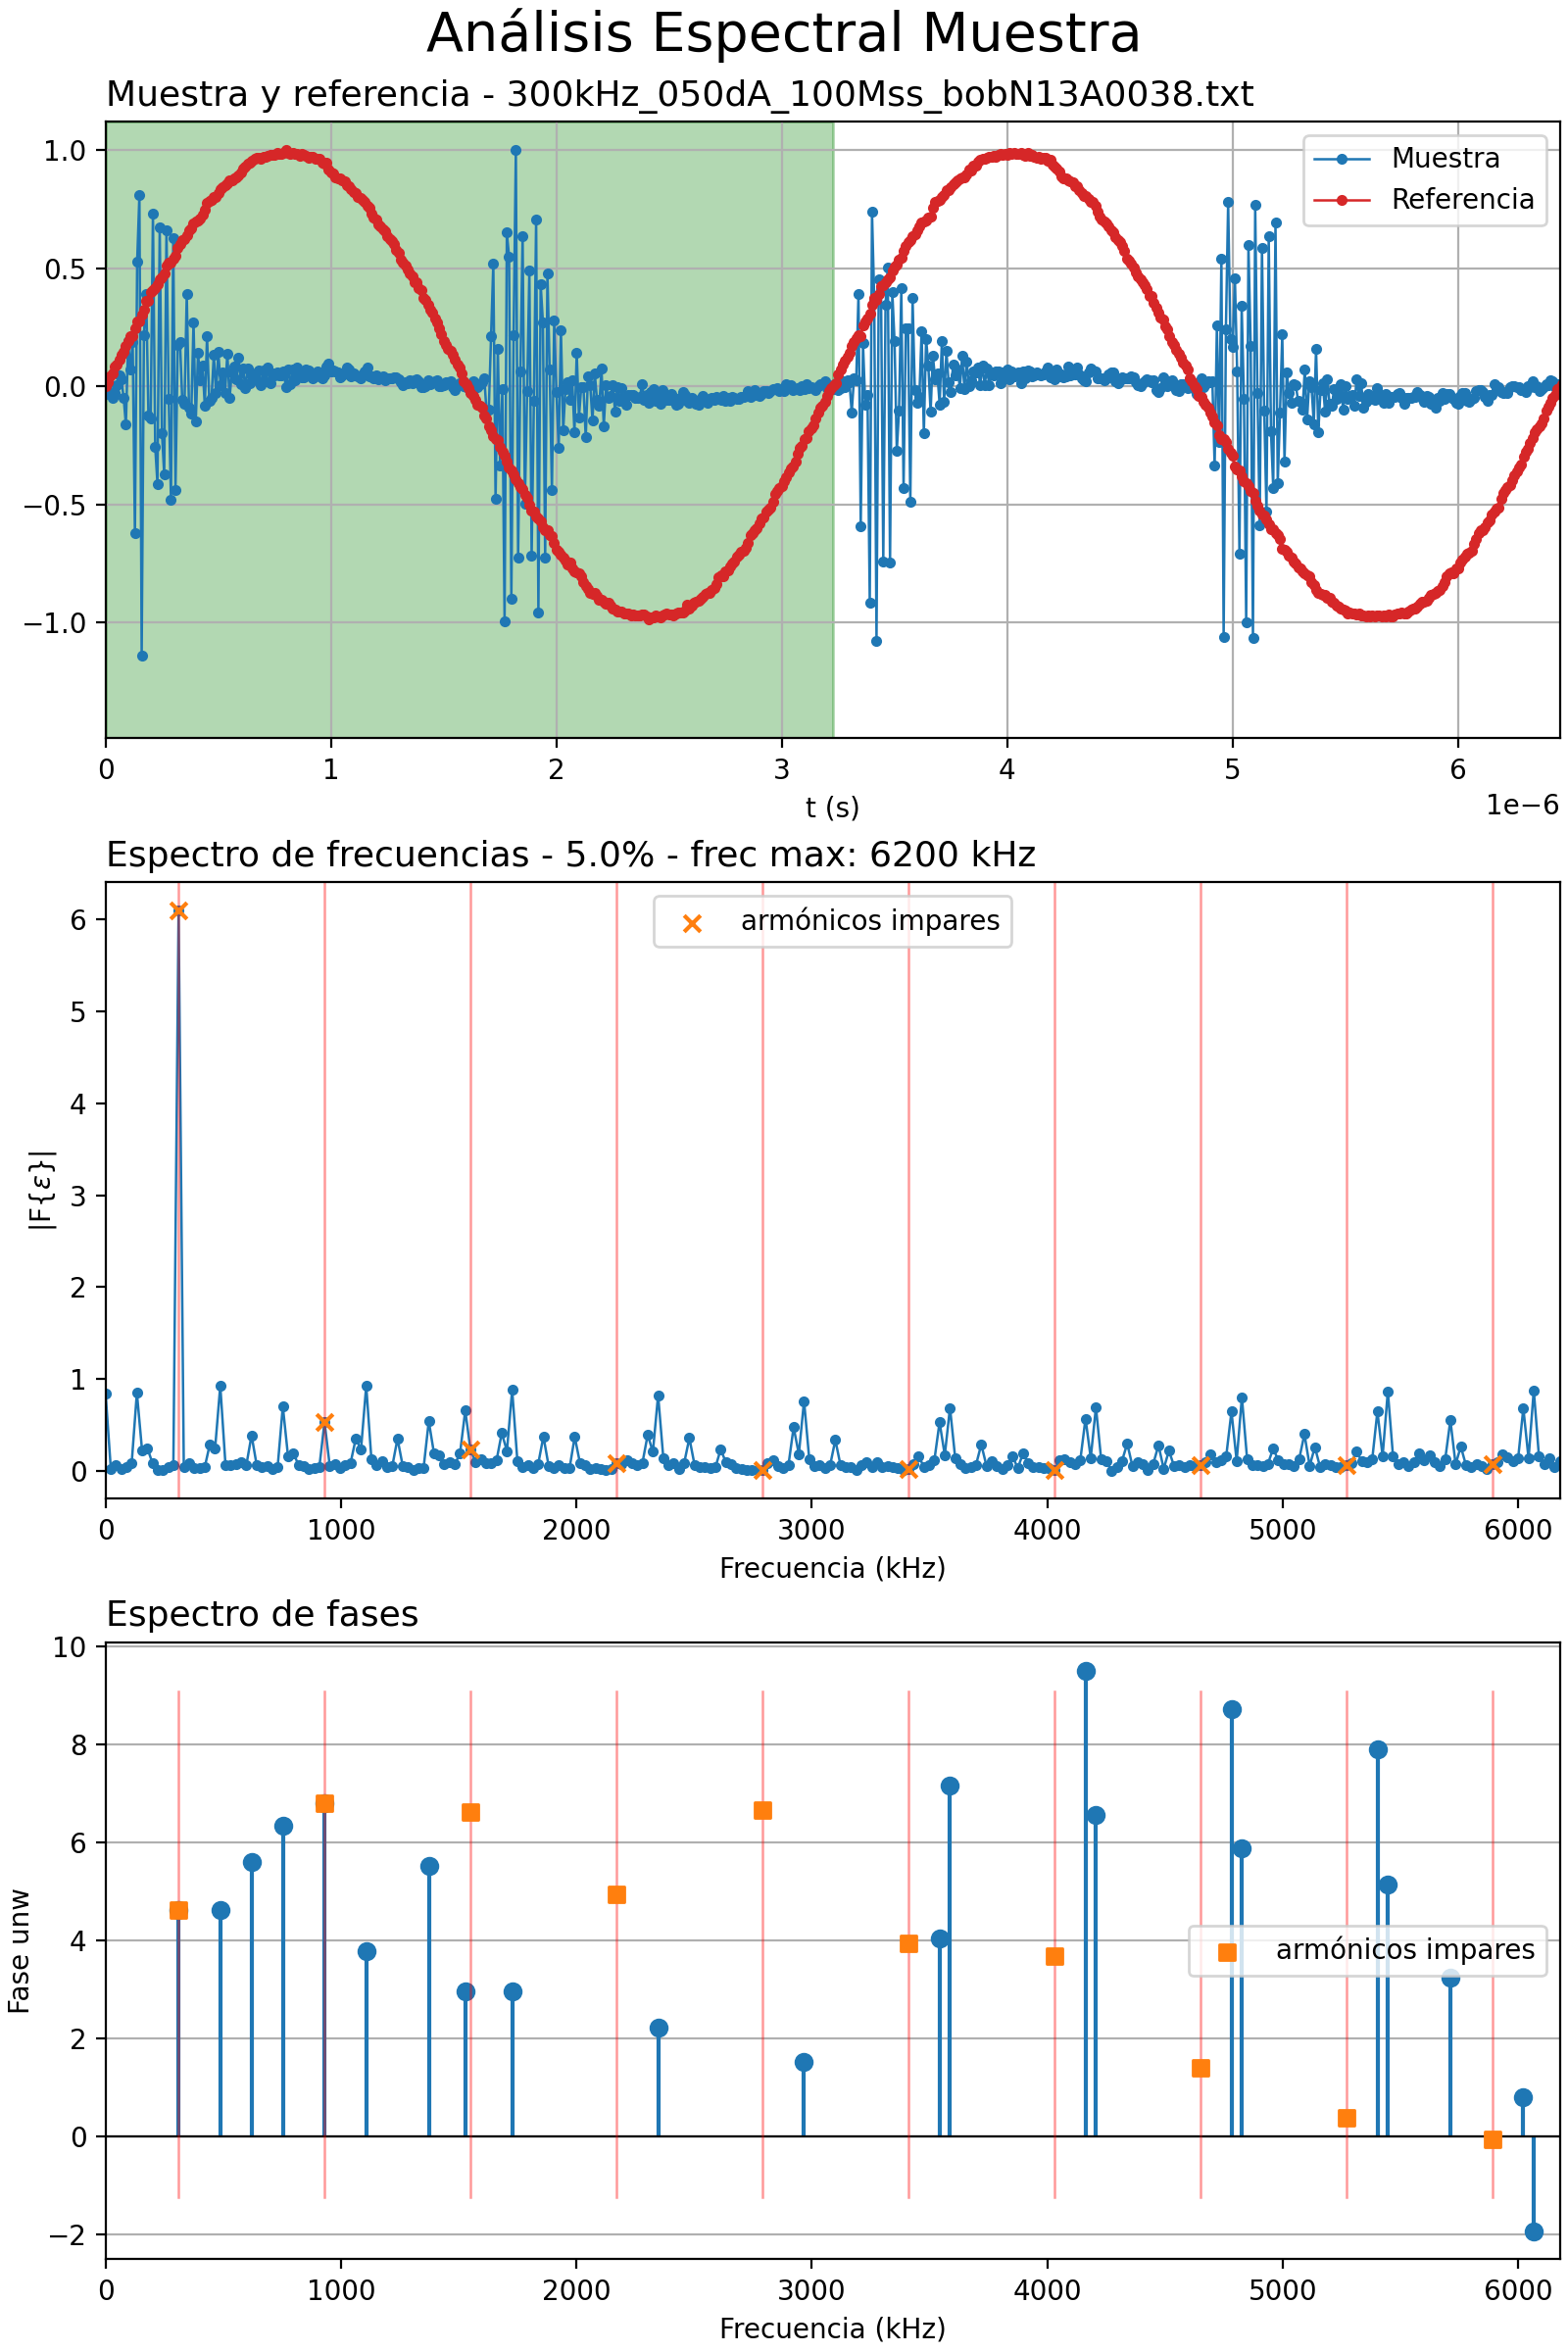 Análisis Espectral Muestra
Muestra y referencia - 300kHz_050dA_100Mss_bobN13A0038.txt
1.0
0.5
0.0
−0.5
−1.0
Muestra
Referencia
0 1 2 3 4 5 6
t (s)
1e−6
Espectro de frecuencias - 5.0% - frec max: 6200 kHz
|F{ε}|
6
5
4
3
2
1
0
armónicos impares
0 1000 2000 3000 4000 5000 6000
Frecuencia (kHz)
Espectro de fases
Fase unw
10
8
6
4
2
0
−2
armónicos impares
0 1000 2000 3000 4000 5000 6000
Frecuencia (kHz)